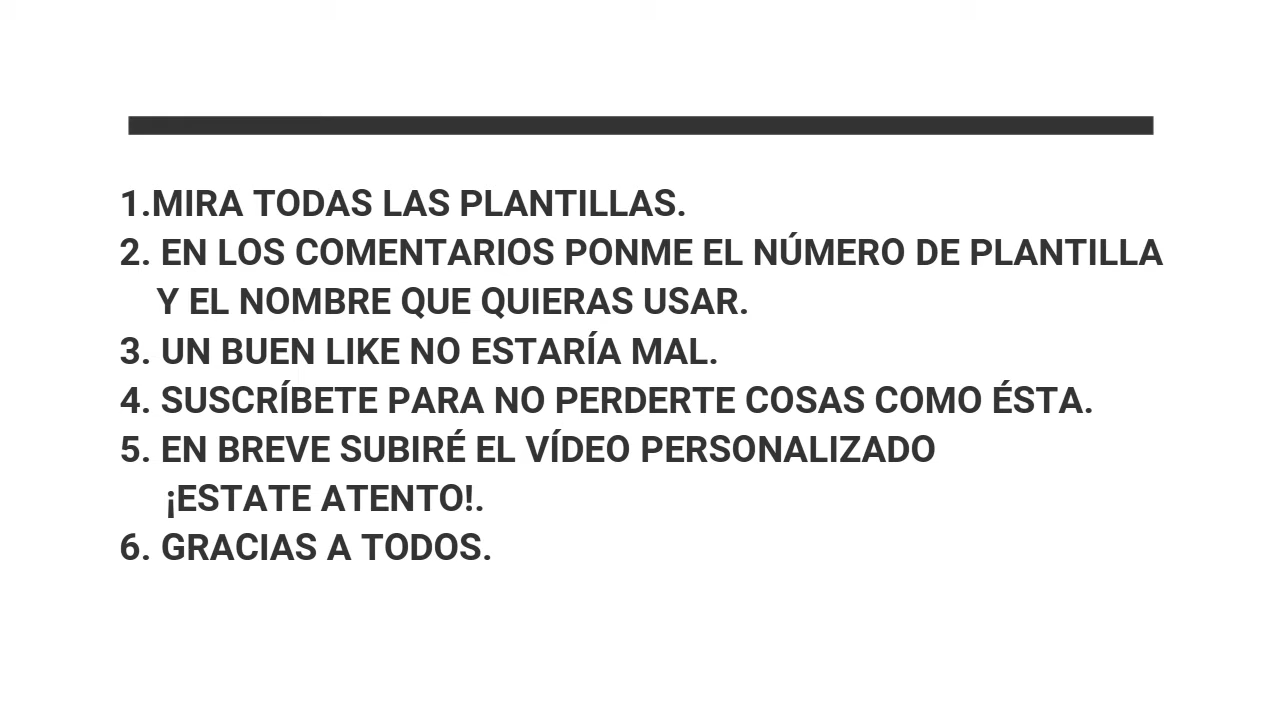 1.MIRA TODAS LAS PLANTILLAS.
2. EN LOS COMENTARIOS PONME EL NÚMERO DE PLANTILLA
Y EL NOMBRE QUE QUIERAS USAR.
3. UN BUEN LIKE NO ESTARÍA MAL.
4. SUSCRÍBETE PARA NO PERDERTE COSAS COMO ÉSTA.
5. EN BREVE SUBIRÉ EL VÍDEO PERSONALIZADO
¡ESTATE ATENTO!.
6. GRACIAS A TODOS.